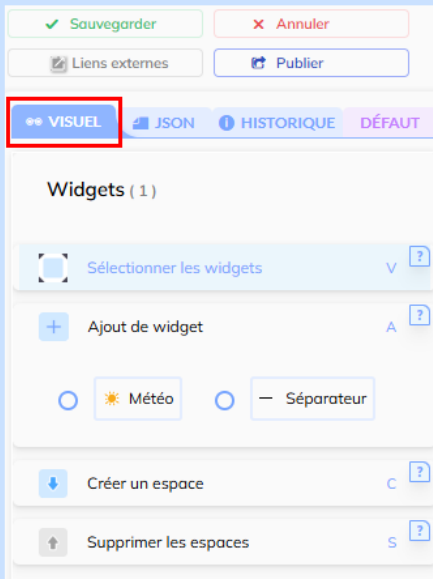 Sauvegarder Annuler
Liens externes Publier
VISUEL JSON HISTORIQUE DÉFAUT
Widgets (1)
Sélectionner les widgets V ?
Ajout de widget A ?
Météo Séparateur
Créer un espace C ?
Supprimer les espaces S ?